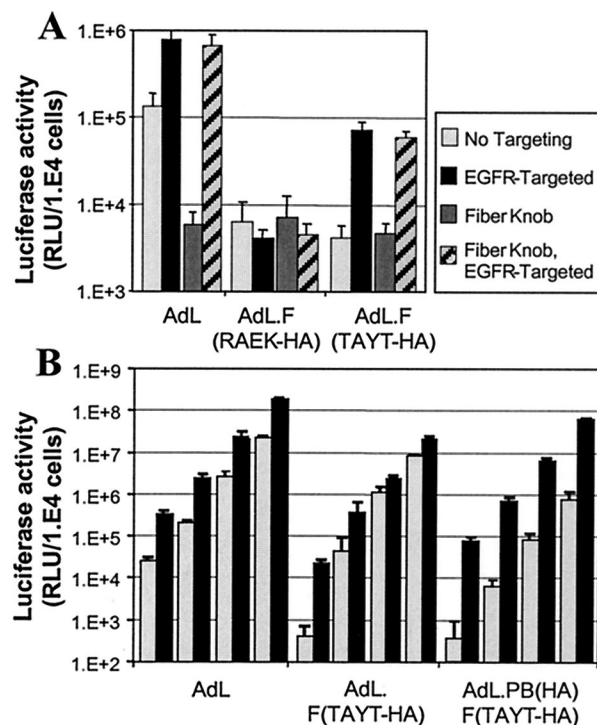 A
Luciferase activity
(RLU/1.E4 cells)
1.E+6
1.E+5
1.E+4
1.E+3
AdL
AdL.F
(RAEK-HA)
AdL.F
(TAYT-HA)
No Targeting
EGFR-Targeted
Fiber Knob
Fiber Knob,
EGFR-Targeted
B
Luciferase activity
(RLU/1.E4 cells)
1.E+9
1.E+8
1.E+7
1.E+6
1.E+5
1.E+4
1.E+3
1.E+2
AdL
AdL.
F(TAYT-HA)
AdL.PB(HA)
F(TAYT-HA)